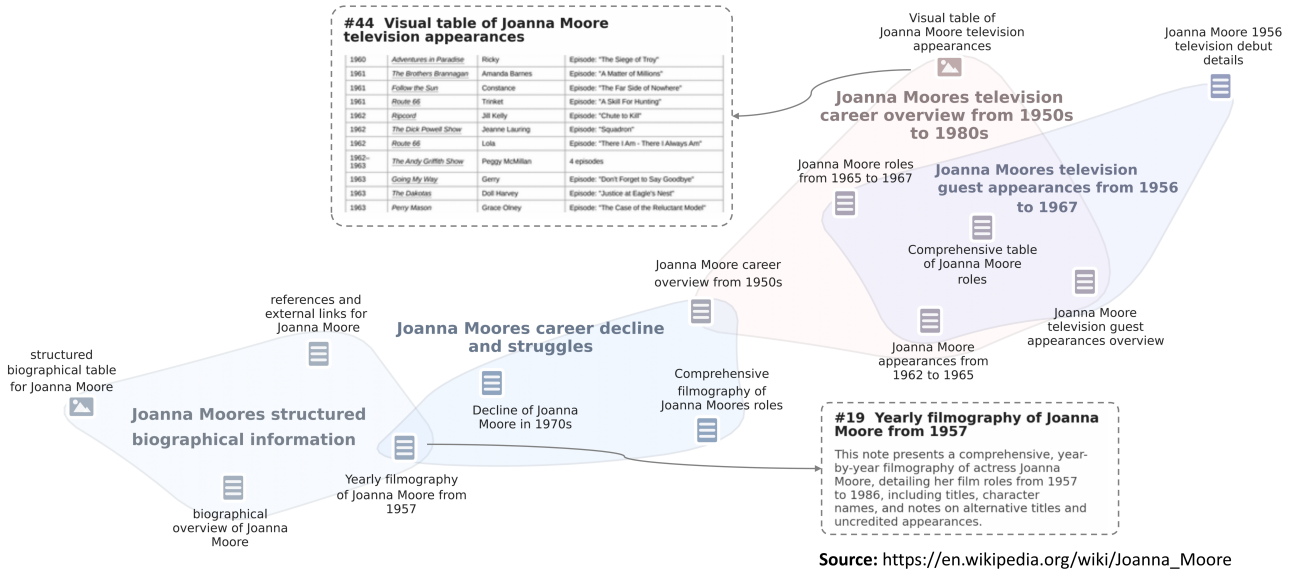 #44 Visual table of Joanna Moore
television appearances
1960 Adventures in Paradise Ricky Episode: "The Siege of Troy"
1961 The Brothers Brannagan Amanda Barnes Episode: "A Matter of Millions"
1961 Follow the Sun Constance Episode: "The Far Side of Nowhere"
1961 Route 66 Trinket Episode: "A Skill For Hunting"
1962 Ripcord Jill Kelly Episode: "Chute to Kill"
1962 The Dick Powell Show Jeanne Lauring Episode: "Squadron"
1962 Route 66 Lola Episode: "There I Am - There I Always Am"
1962–
1963 The Andy Griffith Show Peggy McMillan 4 episodes
1963 Going My Way Gerry Episode: "Don't Forget to Say Goodbye"
1963 The Dakotas Doll Harvey Episode: "Justice at Eagle's Nest"
1963 Perry Mason Grace Olney Episode: "The Case of the Reluctant Model"
Visual table of
Joanna Moore television
appearances
Joanna Moore 1956
television debut
details
Joanna Moores television
career overview from 1950s
to 1980s
Joanna Moore roles
from 1965 to 1967
Joanna Moores television
guest appearances from 1956
to 1967
Comprehensive table
of Joanna Moore
roles
Joanna Moore career
overview from 1950s
Joanna Moore
television guest
appearances overview
Joanna Moore
appearances from
1962 to 1965
references and
external links for
Joanna Moore
Joanna Moores career decline
and struggles
structured
biographical table
for Joanna Moore
Comprehensive
filmography of
Joanna Moores roles
Decline of Joanna
Moore in 1970s
Joanna Moores structured
biographical information
Yearly filmography
of Joanna Moore from
1957
biographical
overview of Joanna
Moore
#19 Yearly filmography of Joanna
Moore from 1957
This note presents a comprehensive, year-
by-year filmography of actress Joanna
Moore, detailing her film roles from 1957
to 1986, including titles, character
names, and notes on alternative titles and
uncredited appearances.
Source: https://en.wikipedia.org/wiki/Joanna_Moore